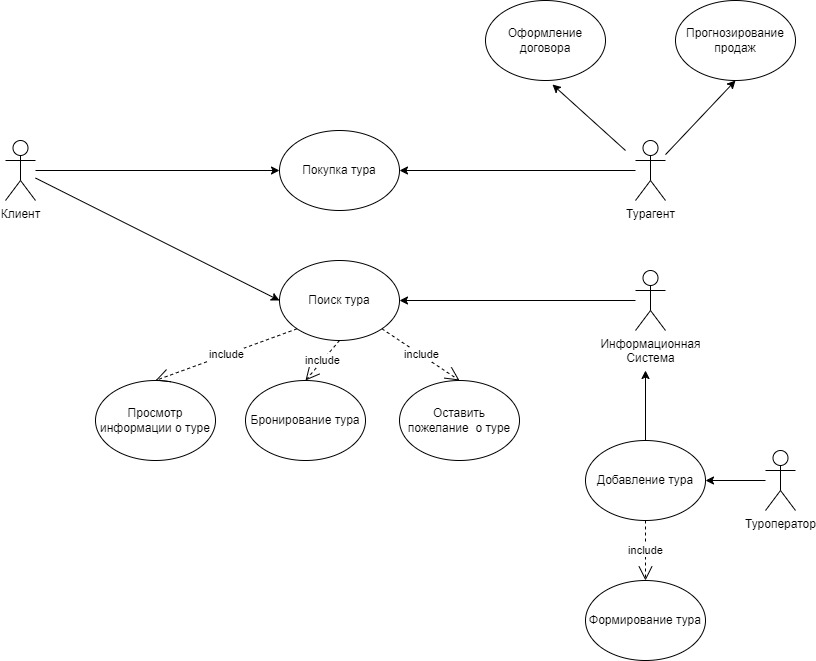 Оформление
договора
Прогнозирование
продаж
Покупка тура
Клиент
Турагент
Поиск тура
Информационная
Система
include
include
include
Просмотр
информации о туре
Бронирование тура
Оставить
пожелание о туре
Добавление тура
Туроператор
include
Формирование тура